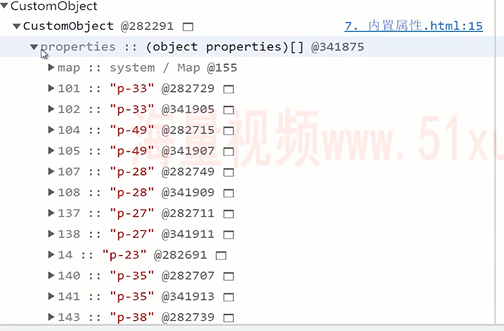 CustomObject
CustomObject @282291 7. 内置属性.html:15
properties :: (object properties)[] @341875
map :: system / Map @155
101 :: "p-33" @282729
102 :: "p-33" @341905
104 :: "p-49" @282715
105 :: "p-49" @341907
107 :: "p-28" @282749
108 :: "p-28" @341909
137 :: "p-27" @282711
138 :: "p-27" @341911
14 :: "p-23" @282691
140 :: "p-35" @282707
141 :: "p-35" @341913
143 :: "p-38" @282739
海量视频www.51xu